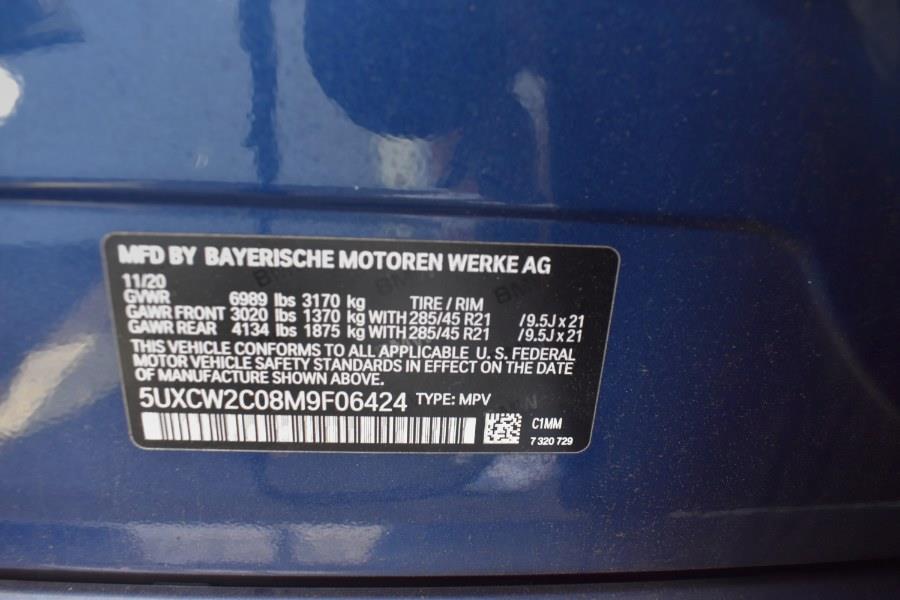 MFD BY BAYERISCHE MOTOREN WERKE AG
11/20
GVWR 6989 lbs 3170 kg TIRE / RIM
GAWR FRONT 3020 lbs 1370 kg WITH 285/45 R21 / 9.5J x 21
GAWR REAR 4134 lbs 1875 kg WITH 285/45 R21 / 9.5J x 21
THIS VEHICLE CONFORMS TO ALL APPLICABLE U. S. FEDERAL
MOTOR VEHICLE SAFETY STANDARDS IN EFFECT ON THE DATE
OF MANUFACTURE SHOWN ABOVE.
5UXCW2C08M9F06424 TYPE: MPV
C1MM
7 320 729